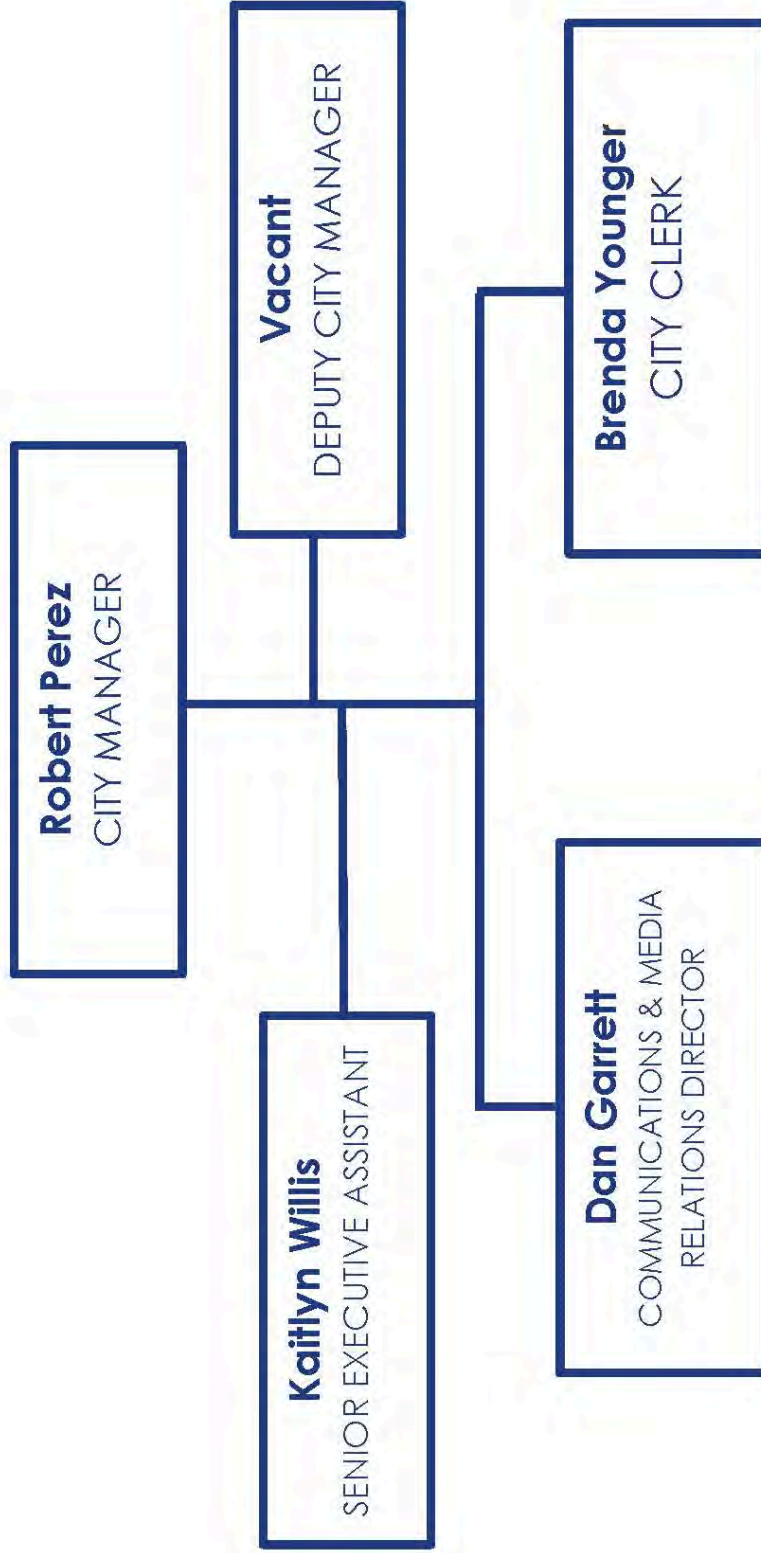 Robert Perez
CITY MANAGER
Vacant
DEPUTY CITY MANAGER
Kaitlyn Willis
SENIOR EXECUTIVE ASSISTANT
Dan Garrett
COMMUNICATIONS & MEDIA
RELATIONS DIRECTOR
Brenda Younger
CITY CLERK